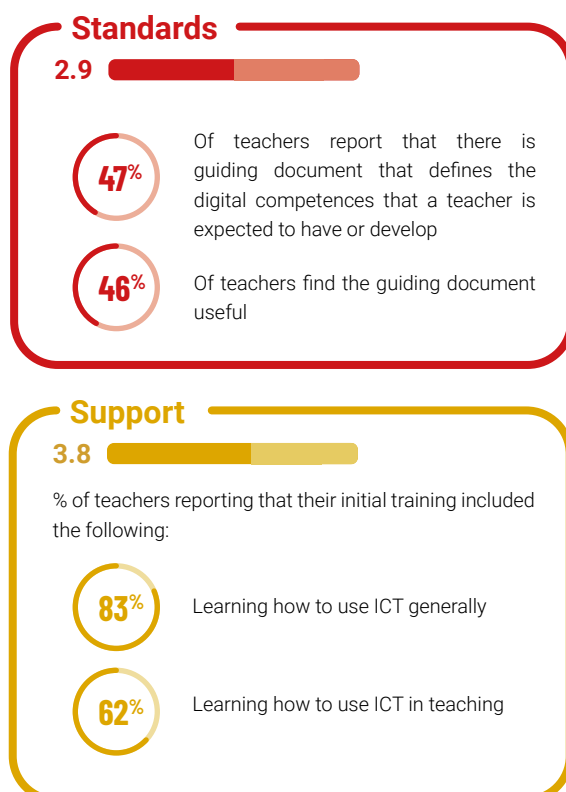 Standards
2.9
47%
Of teachers report that there is
guiding document that defines the
digital competences that a teacher is
expected to have or develop
46%
Of teachers find the guiding document
useful
Support
3.8
% of teachers reporting that their initial training included
the following:
83%
Learning how to use ICT generally
62%
Learning how to use ICT in teaching